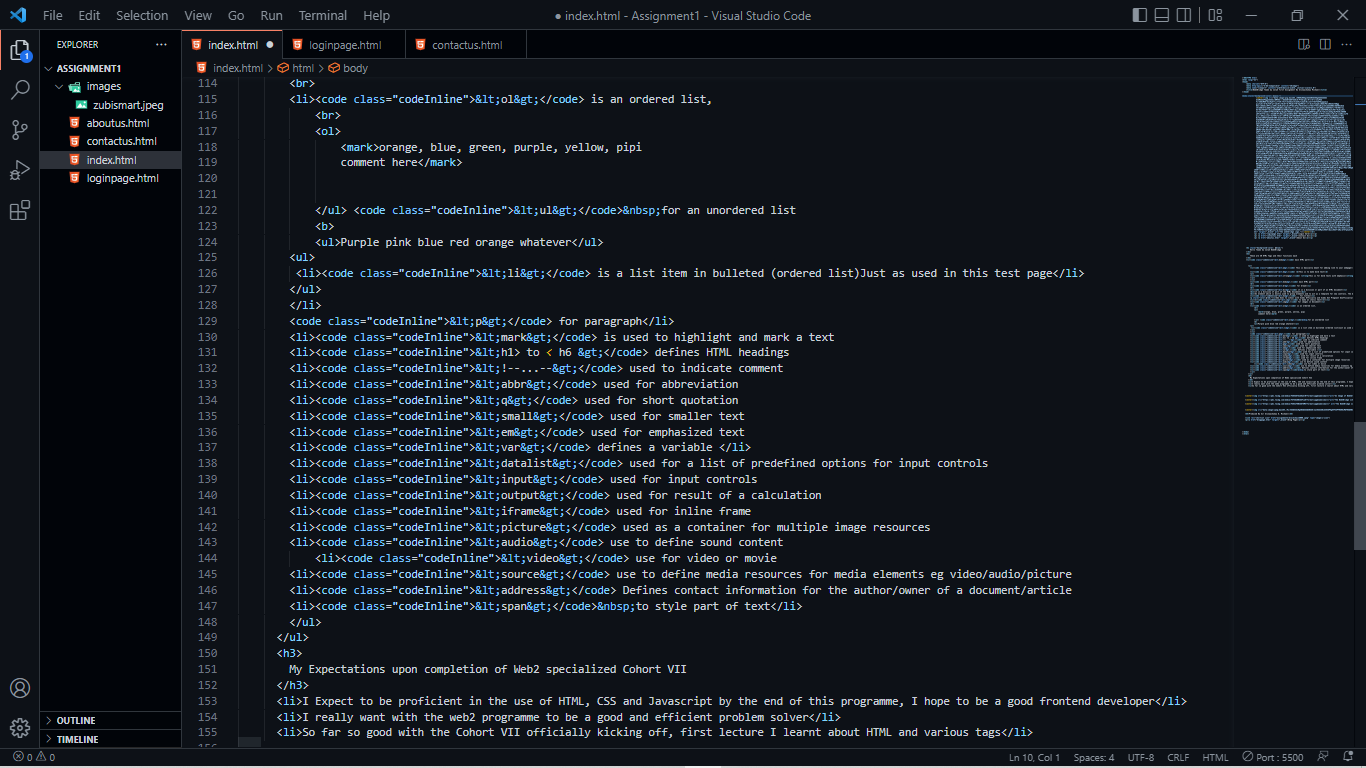 File Edit Selection View Go Run Terminal Help
● index.html - Assignment1 - Visual Studio Code
EXPLORER ···
index.html ● loginpage.html contactus.html
ASSIGNMENT1
images
zubismart.jpeg
aboutus.html
contactus.html
index.html
loginpage.html
OUTLINE
TIMELINE
1
index.html > html > body
114 <br>
115 <li><code class="codeInline">&lt;ol&gt;</code> is an ordered list,
116 <br>
117 <ol>
118 <mark>orange, blue, green, purple, yellow, pipi
119 comment here</mark>
120
121
122 </ul> <code class="codeInline">&lt;ul&gt;</code>&nbsp;for an unordered list
123 <b>
124 <ul>Purple pink blue red orange whatever</ul>
125 <ul>
126 <li><code class="codeInline">&lt;li&gt;</code> is a list item in bulleted (ordered list)Just as used in this test page</li>
127 </ul>
128 </li>
129 <code class="codeInline">&lt;p&gt;</code> for paragraph</li>
130 <li><code class="codeInline">&lt;mark&gt;</code> is used to highlight and mark a text
131 <li><code class="codeInline">&lt;h1> to < h6 &gt;</code> defines HTML headings
132 <li><code class="codeInline">&lt;!--...--&gt;</code> used to indicate comment
133 <li><code class="codeInline">&lt;abbr&gt;</code> used for abbreviation
134 <li><code class="codeInline">&lt;q&gt;</code> used for short quotation
135 <li><code class="codeInline">&lt;small&gt;</code> used for smaller text
136 <li><code class="codeInline">&lt;em&gt;</code> used for emphasized text
137 <li><code class="codeInline">&lt;var&gt;</code> defines a variable </li>
138 <li><code class="codeInline">&lt;datalist&gt;</code> used for a list of predefined options for input controls
139 <li><code class="codeInline">&lt;input&gt;</code> used for input controls
140 <li><code class="codeInline">&lt;output&gt;</code> used for result of a calculation
141 <li><code class="codeInline">&lt;iframe&gt;</code> used for inline frame
142 <li><code class="codeInline">&lt;picture&gt;</code> used as a container for multiple image resources
143 <li><code class="codeInline">&lt;audio&gt;</code> use to define sound content
144 <li><code class="codeInline">&lt;video&gt;</code> use for video or movie
145 <li><code class="codeInline">&lt;source&gt;</code> use to define media resources for media elements eg video/audio/picture
146 <li><code class="codeInline">&lt;address&gt;</code> Defines contact information for the author/owner of a document/article
147 <li><code class="codeInline">&lt;span&gt;</code>&nbsp;to style part of text</li>
148 </ul>
149 </ul>
150 <h3>
151 My Expectations upon completion of Web2 specialized Cohort VII
152 </h3>
153 <li>I Expect to be proficient in the use of HTML, CSS and Javascript by the end of this programme, I hope to be a good frontend developer</li>
154 <li>I really want with the web2 programme to be a good and efficient problem solver</li>
155 <li>So far so good with the Cohort VII officially kicking off, first lecture I learnt about HTML and various tags</li>
0 0 Ln 10, Col 1 Spaces: 4 UTF-8 CRLF HTML Port : 5500